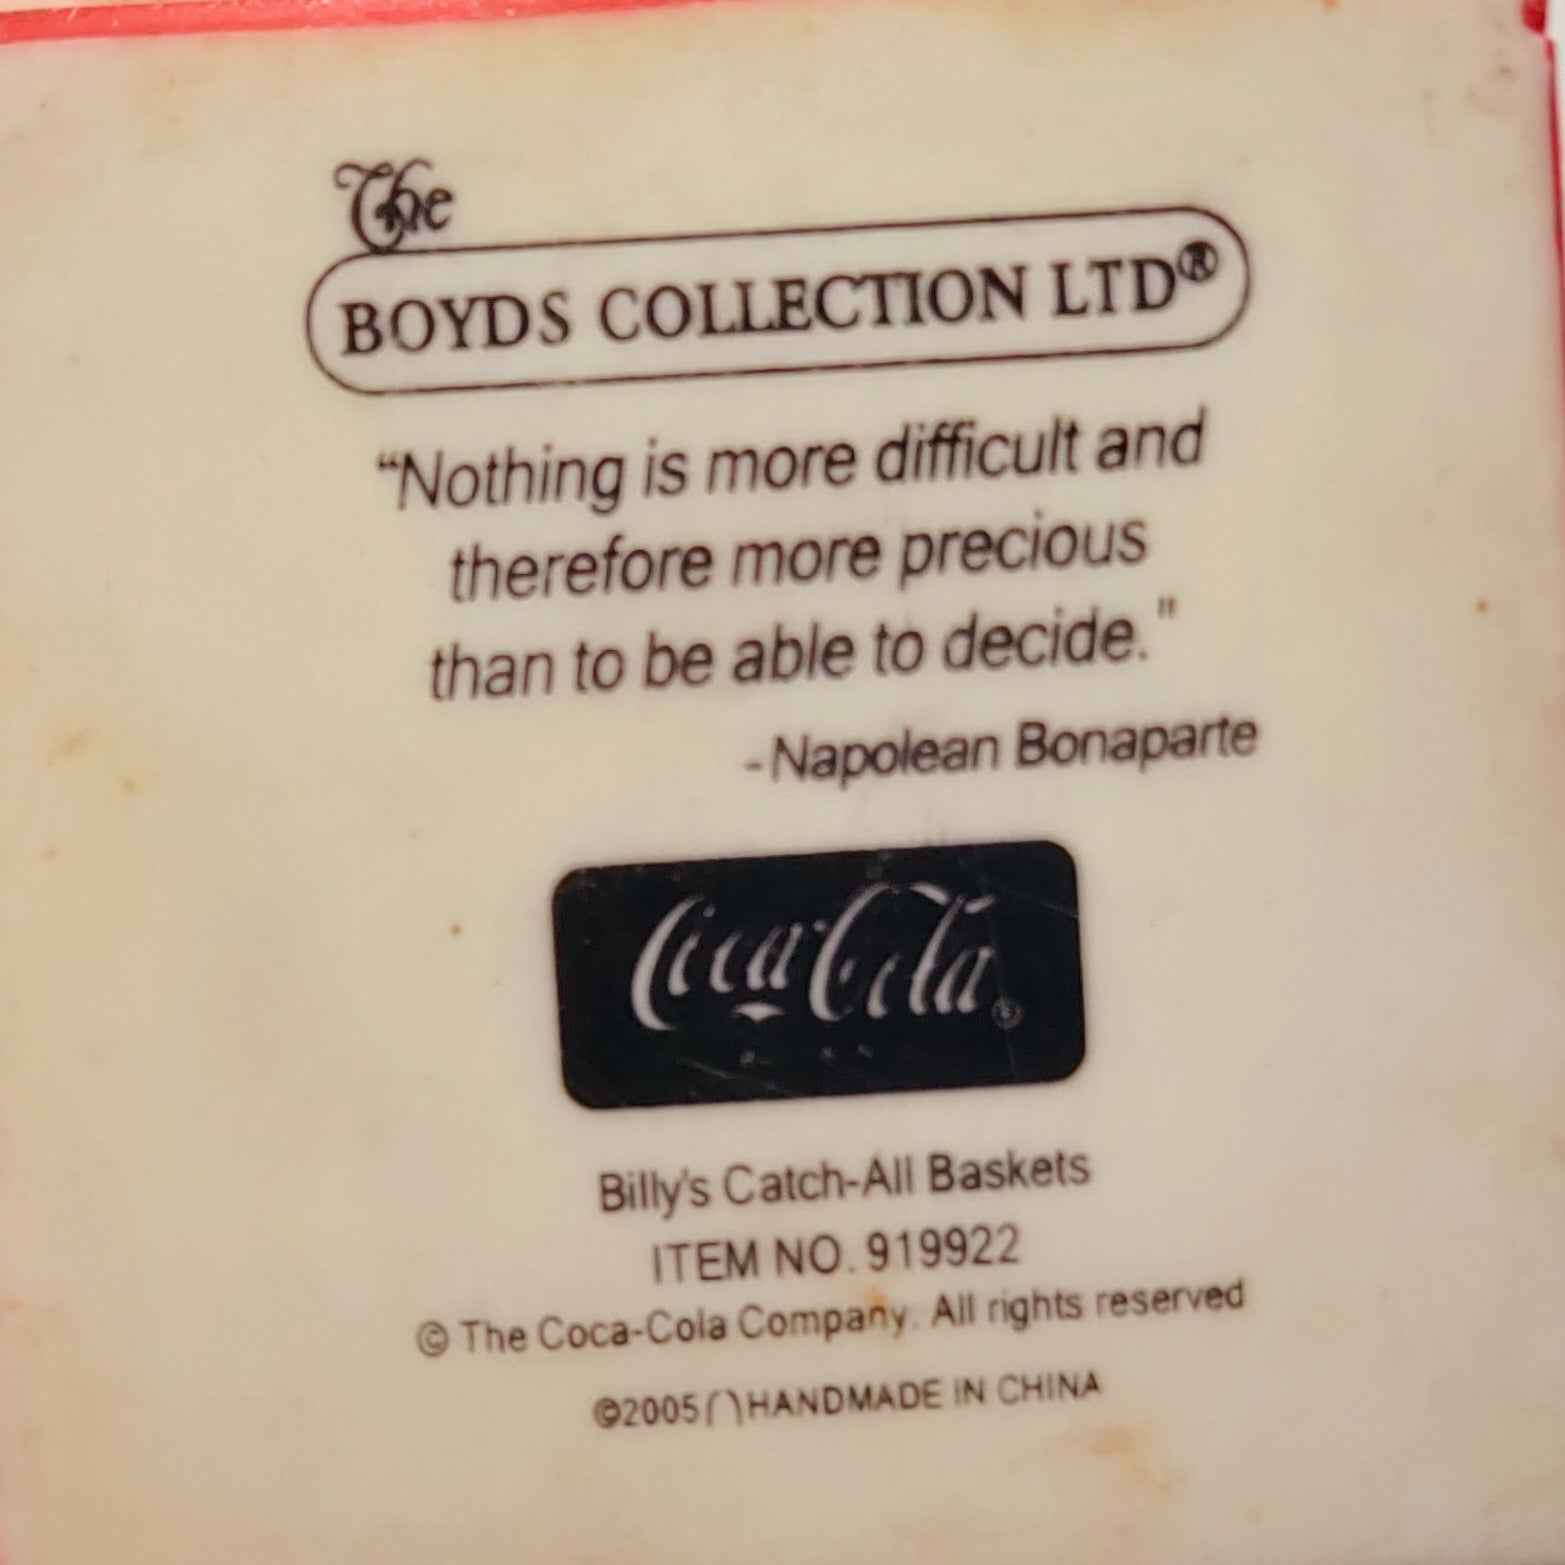 The
BOYDS COLLECTION LTD®
“Nothing is more difficult and
therefore more precious
than to be able to decide."
-Napolean Bonaparte
Coca-Cola®
Billy's Catch-All Baskets
ITEM NO. 919922
© The Coca-Cola Company. All rights reserved
©2005 ( ) HANDMADE IN CHINA